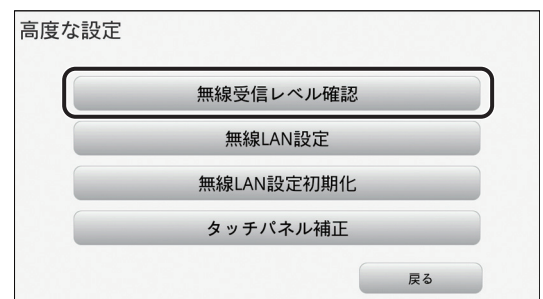 高度な設定
無線受信レベル確認
無線LAN設定
無線LAN設定初期化
タッチパネル補正
戻る